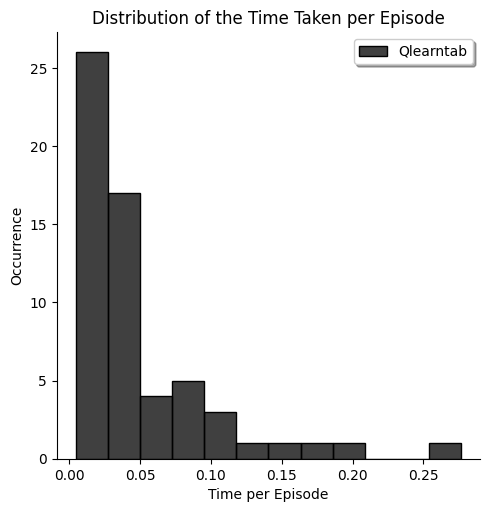 Distribution of the Time Taken per Episode
Qlearntab
Occurrence
25
20
15
10
5
0
0.00 0.05 0.10 0.15 0.20 0.25
Time per Episode